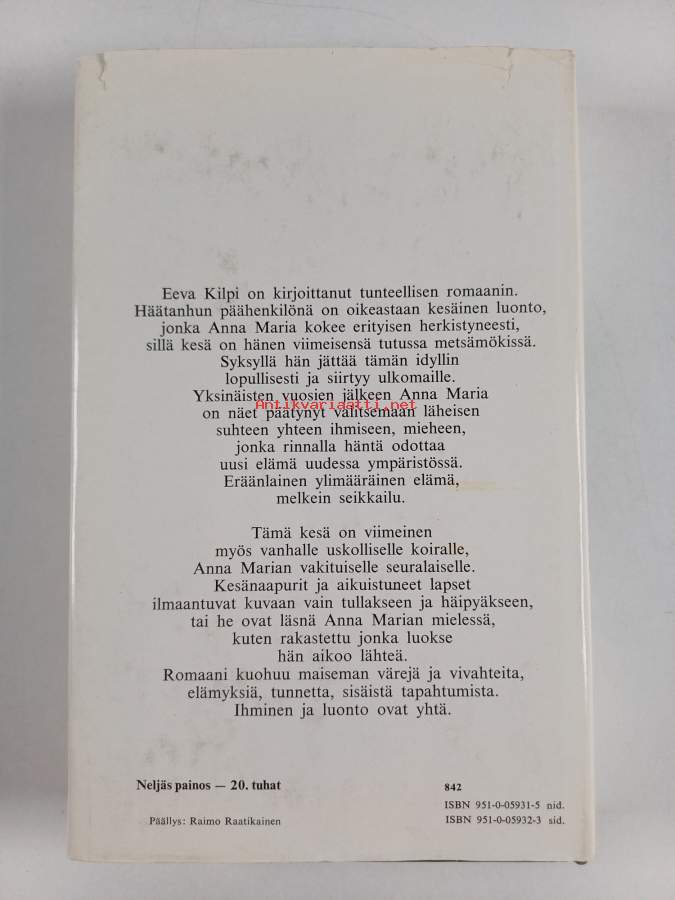 Eeva Kilpi on kirjoittanut tunteellisen romaanin.
Häätanhun päähenkilönä on oikeastaan kesäinen luonto,
jonka Anna Maria kokee erityisen herkistyneesti,
sillä kesä on hänen viimeisensä tutussa metsämökissä.
Syksyllä hän jättää tämän idyllin
lopullisesti ja siirtyy ulkomaille.
Yksinäisten vuosien jälkeen Anna Maria
Antikvariaatti.net
on näet päätynyt valitsemaan läheisen
suhteen yhteen ihmiseen, mieheen,
jonka rinnalla häntä odottaa
uusi elämä uudessa ympäristössä.
Eräänlainen ylimääräinen elämä,
melkein seikkailu.
Tämä kesä on viimeinen
myös vanhalle uskolliselle koiralle,
Anna Marian vakituiselle seuralaiselle.
Kesänaapurit ja aikuistuneet lapset
ilmaantuvat kuvaan vain tullakseen ja häipyäkseen,
tai he ovat läsnä Anna Marian mielessä,
kuten rakastettu jonka luokse
hän aikoo lähteä.
Romaani kuohuu maiseman värejä ja vivahteita,
elämyksiä, tunnetta, sisäistä tapahtumista.
Ihminen ja luonto ovat yhtä.
Neljäs painos — 20. tuhat
842
ISBN 951-0-05931-5 nid.
Päällys: Raimo Raatikainen
ISBN 951-0-05932-3 sid.